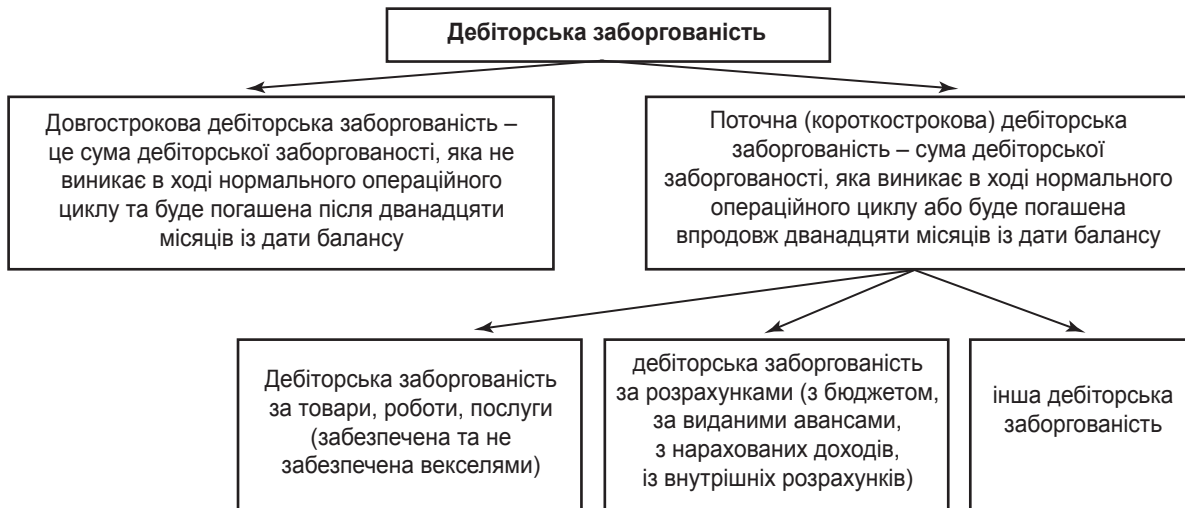 Дебіторська заборгованість
Довгострокова дебіторська заборгованість –
це сума дебіторської заборгованості, яка не
виникає в ході нормального операційного
циклу та буде погашена після дванадцяти
місяців із дати балансу
Поточна (короткострокова) дебіторська
заборгованість – сума дебіторської
заборгованості, яка виникає в ході нормального
операційного циклу або буде погашена
впродовж дванадцяти місяців із дати балансу
Дебіторська заборгованість
за товари, роботи, послуги
(забезпечена та не
забезпечена векселями)
дебіторська заборгованість
за розрахунками (з бюджетом,
за виданими авансами,
з нарахованих доходів,
із внутрішніх розрахунків)
інша дебіторська
заборгованість